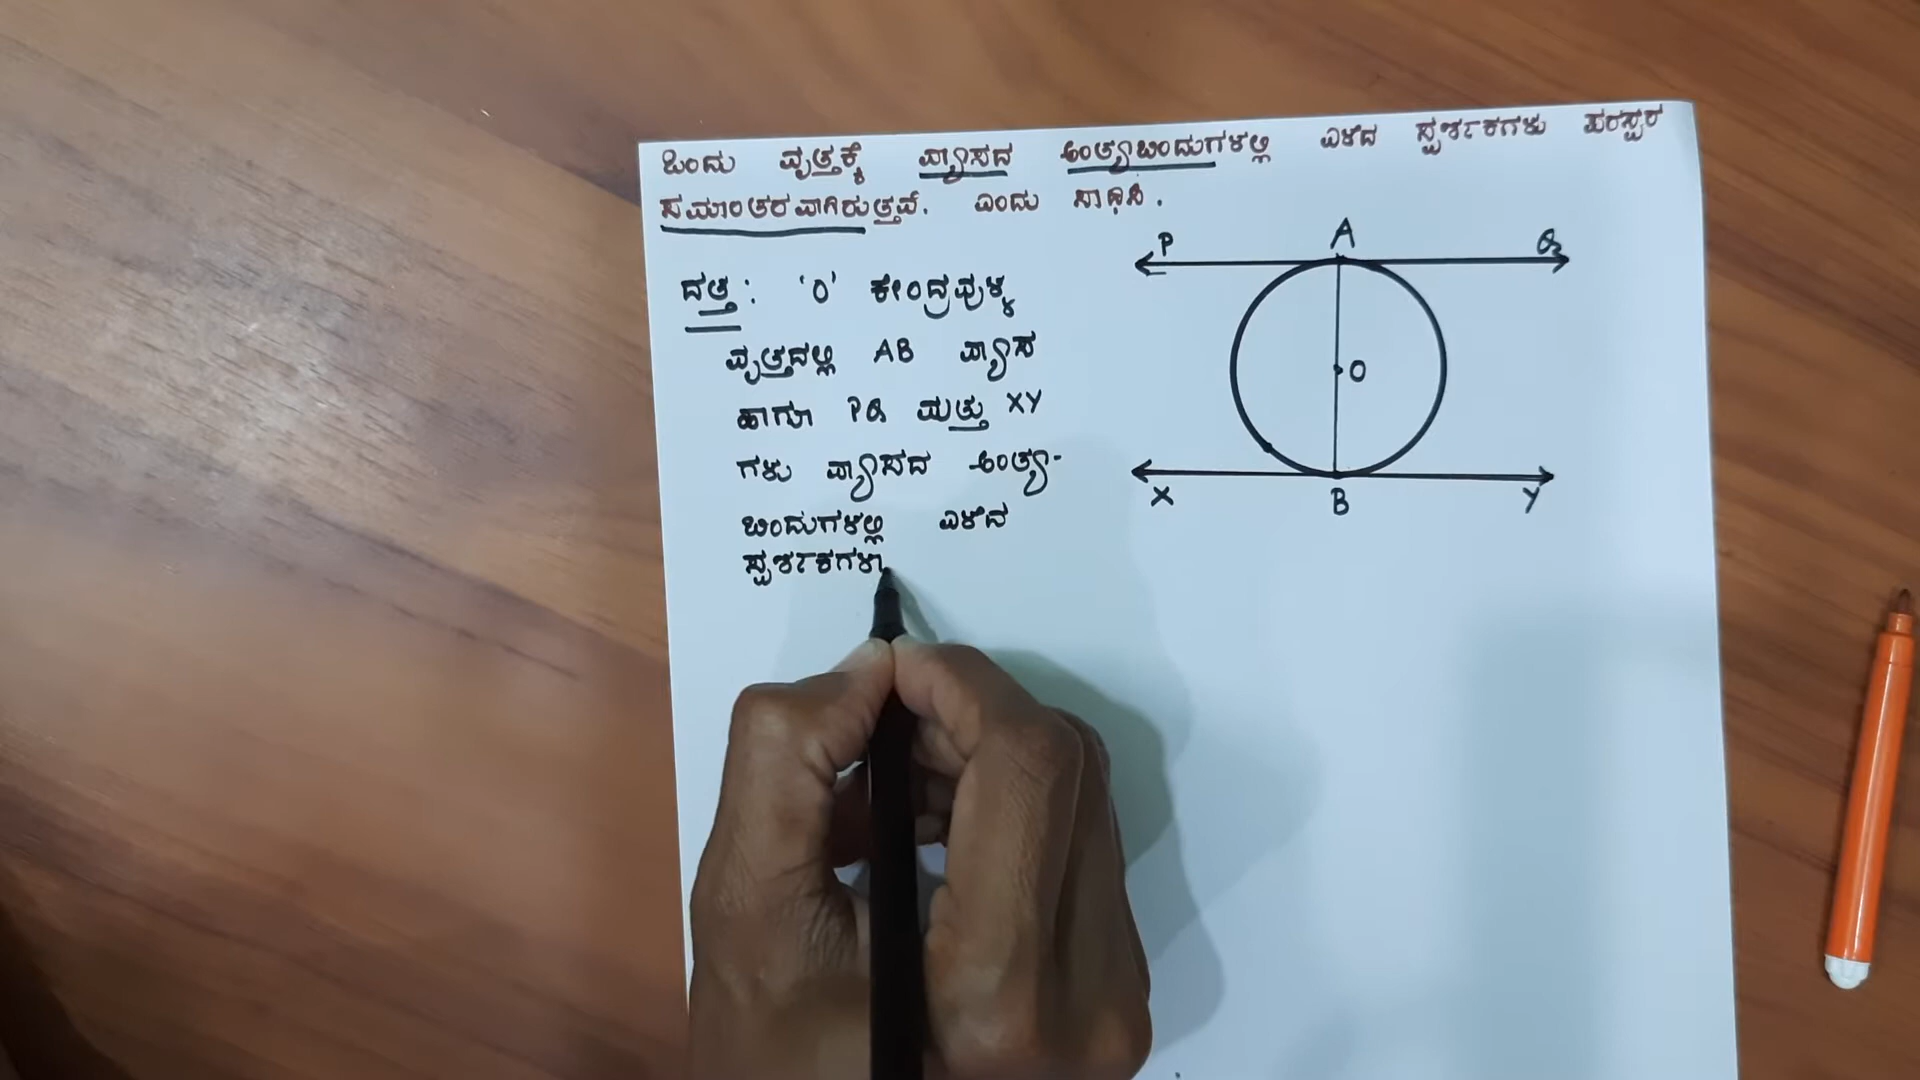 ಒಂದು ವೃತ್ತಕ್ಕೆ ವ್ಯಾಸದ ಅಂತ್ಯಬಿಂದುಗಳಲ್ಲಿ ಎಳೆದ ಸ್ಪರ್ಶಕಗಳು ಪರಸ್ಪರ
ಸಮಾಂತರವಾಗಿರುತ್ತವೆ. ಎಂದು ಸಾಧಿಸಿ.
P A Q
ದತ್ತ : 'O' ಕೇಂದ್ರವುಳ್ಳ
ವೃತ್ತದಲ್ಲಿ AB ವ್ಯಾಸ
O
ಹಾಗೂ PQ ಮತ್ತು XY
ಗಳು ವ್ಯಾಸದ ಅಂತ್ಯ-
X B Y
ಬಿಂದುಗಳಲ್ಲಿ ಎಳೆದ
ಸ್ಪರ್ಶಕಗಳಾ